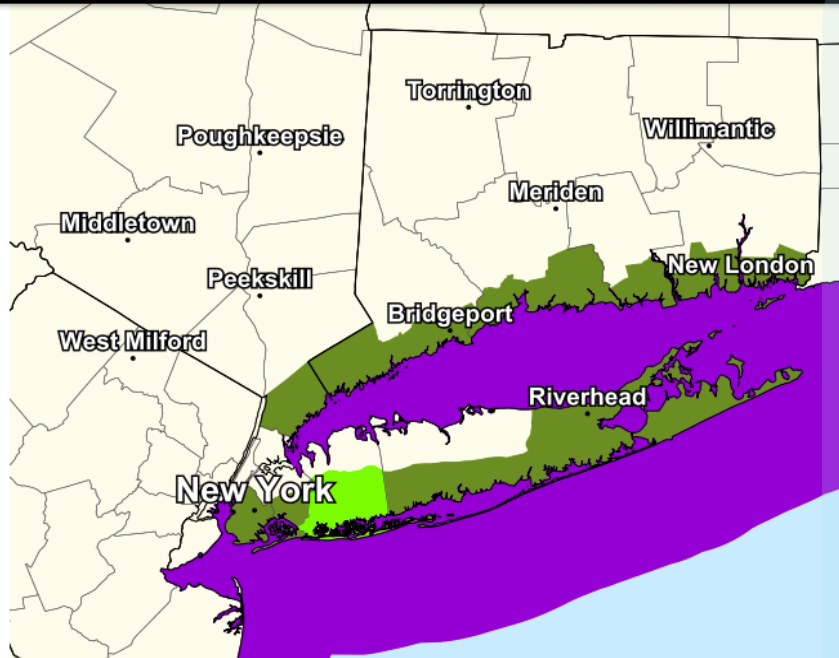 Torrington
Willimantic
Poughkeepsie
Meriden
Middletown
New London
Peekskill
Bridgeport
West Milford
Riverhead
New York